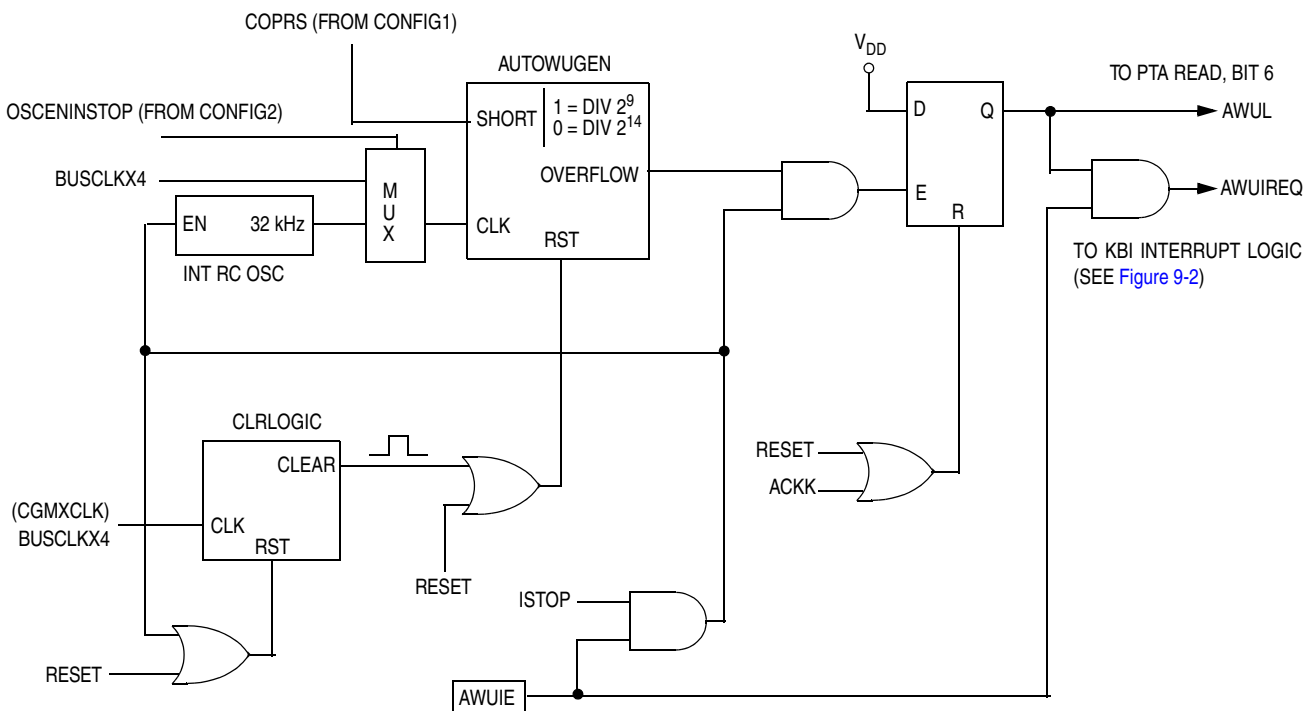 COPRS (FROM CONFIG1)
VDD
AUTOWUGEN
TO PTA READ, BIT 6
OSCENINSTOP (FROM CONFIG2)
SHORT
1 = DIV 2^9
0 = DIV 2^14
D
Q
AWUL
BUSCLKX4
MUX
OVERFLOW
E
AWUIREQ
EN
32 kHz
CLK
RST
R
INT RC OSC
TO KBI INTERRUPT LOGIC
(SEE Figure 9-2)
CLRLOGIC
CLEAR
RESET
ACKK
(CGMXCLK)
BUSCLKX4
CLK
RST
RESET
ISTOP
RESET
AWUIE